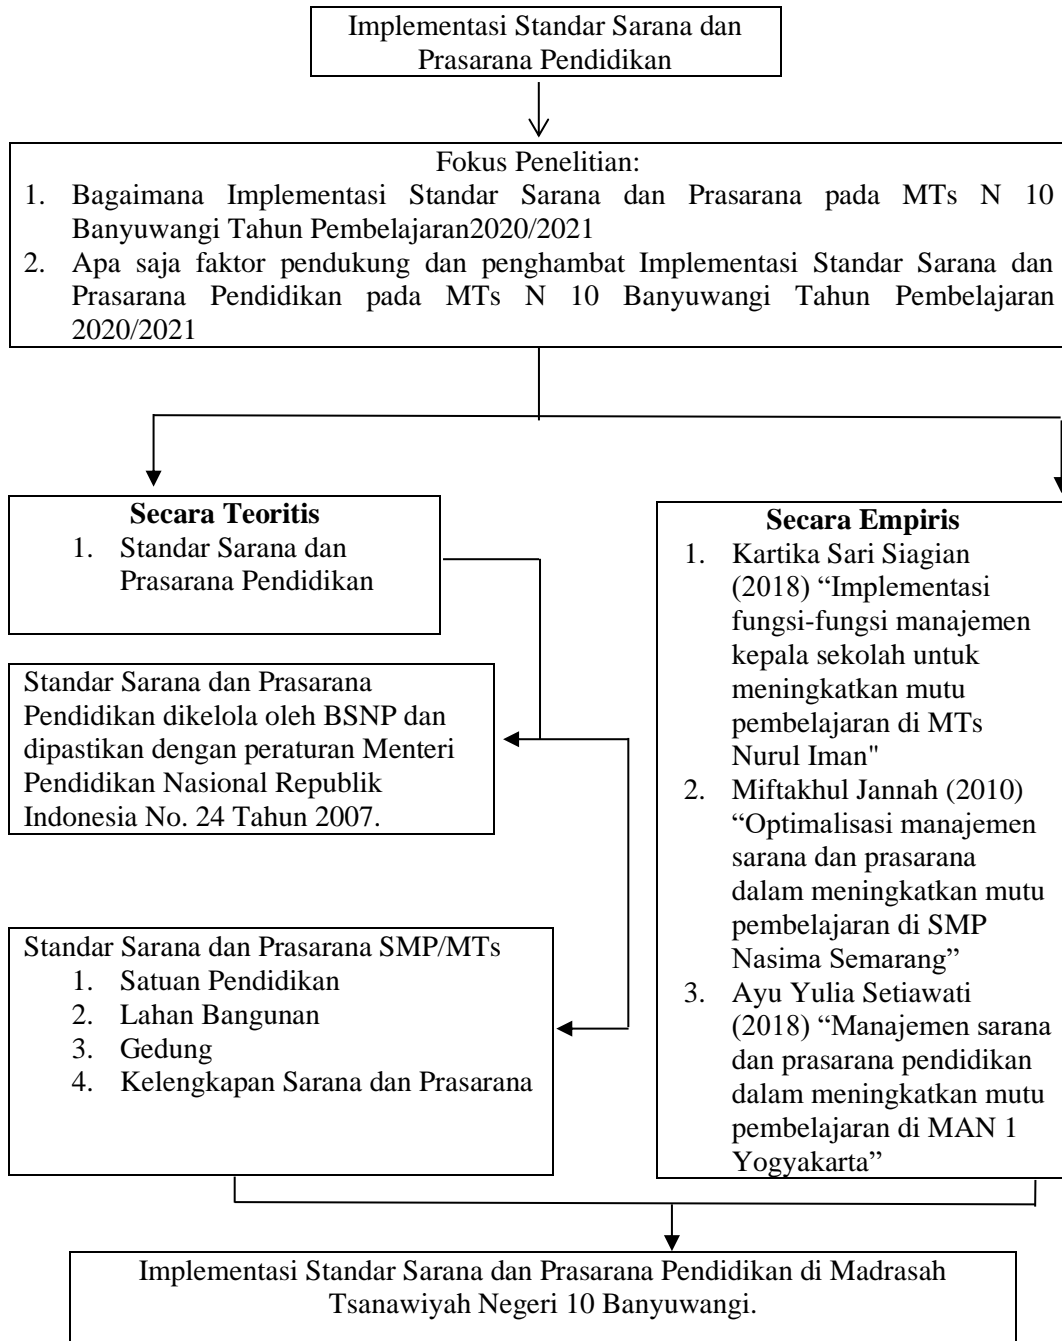 Implementasi Standar Sarana dan
Prasarana Pendidikan
Fokus Penelitian:
1. Bagaimana Implementasi Standar Sarana dan Prasarana pada MTs N 10
Banyuwangi Tahun Pembelajaran2020/2021
2. Apa saja faktor pendukung dan penghambat Implementasi Standar Sarana dan
Prasarana Pendidikan pada MTs N 10 Banyuwangi Tahun Pembelajaran
2020/2021
Secara Teoritis
1. Standar Sarana dan
Prasarana Pendidikan
Standar Sarana dan Prasarana
Pendidikan dikelola oleh BSNP dan
dipastikan dengan peraturan Menteri
Pendidikan Nasional Republik
Indonesia No. 24 Tahun 2007.
Standar Sarana dan Prasarana SMP/MTs
1. Satuan Pendidikan
2. Lahan Bangunan
3. Gedung
4. Kelengkapan Sarana dan Prasarana
Secara Empiris
1. Kartika Sari Siagian
(2018) “Implementasi
fungsi-fungsi manajemen
kepala sekolah untuk
meningkatkan mutu
pembelajaran di MTs
Nurul Iman"
2. Miftakhul Jannah (2010)
“Optimalisasi manajemen
sarana dan prasarana
dalam meningkatkan mutu
pembelajaran di SMP
Nasima Semarang”
3. Ayu Yulia Setiawati
(2018) “Manajemen sarana
dan prasarana pendidikan
dalam meningkatkan mutu
pembelajaran di MAN 1
Yogyakarta”
Implementasi Standar Sarana dan Prasarana Pendidikan di Madrasah
Tsanawiyah Negeri 10 Banyuwangi.